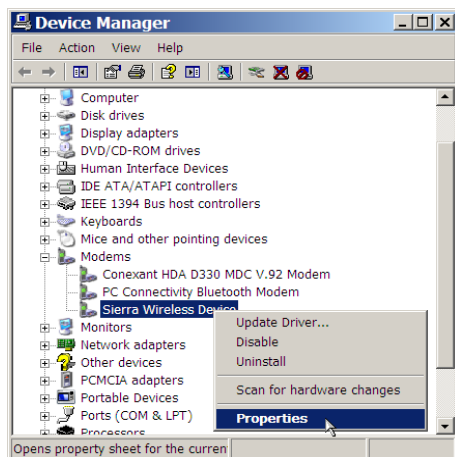 Device Manager
File Action View Help
Computer
Disk drives
Display adapters
DVD/CD-ROM drives
Human Interface Devices
IDE ATA/ATAPI controllers
IEEE 1394 Bus host controllers
Keyboards
Mice and other pointing devices
Modems
Conexant HDA D330 MDC V.92 Modem
PC Connectivity Bluetooth Modem
Sierra Wireless Device
Monitors
Network adapters
Other devices
PCMCIA adapters
Portable Devices
Ports (COM & LPT)
Processors
Update Driver...
Disable
Uninstall
Scan for hardware changes
Properties
Opens property sheet for the curren